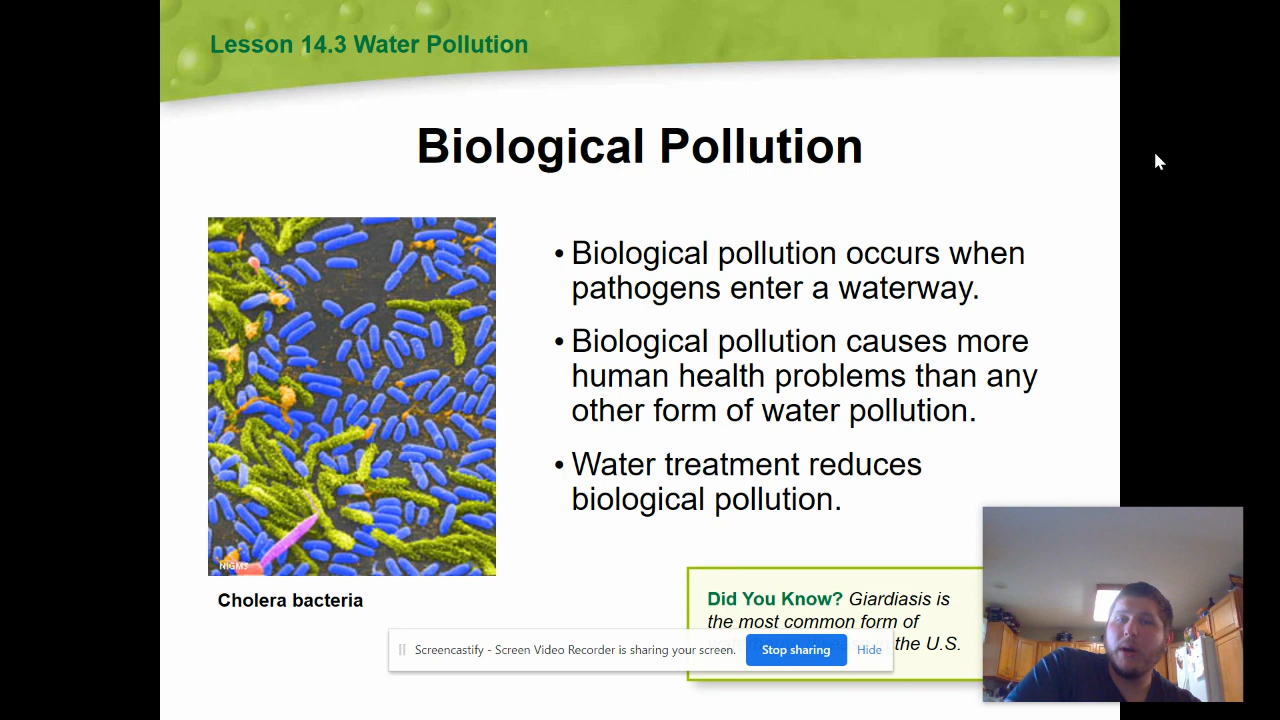 Lesson 14.3 Water Pollution
Biological Pollution
• Biological pollution occurs when
pathogens enter a waterway.
• Biological pollution causes more
human health problems than any
other form of water pollution.
• Water treatment reduces
biological pollution.
NIGMS
Cholera bacteria
Did You Know? Giardiasis is
the most common form of
the U.S.
Screencastify - Screen Video Recorder is sharing your screen.
Stop sharing
Hide